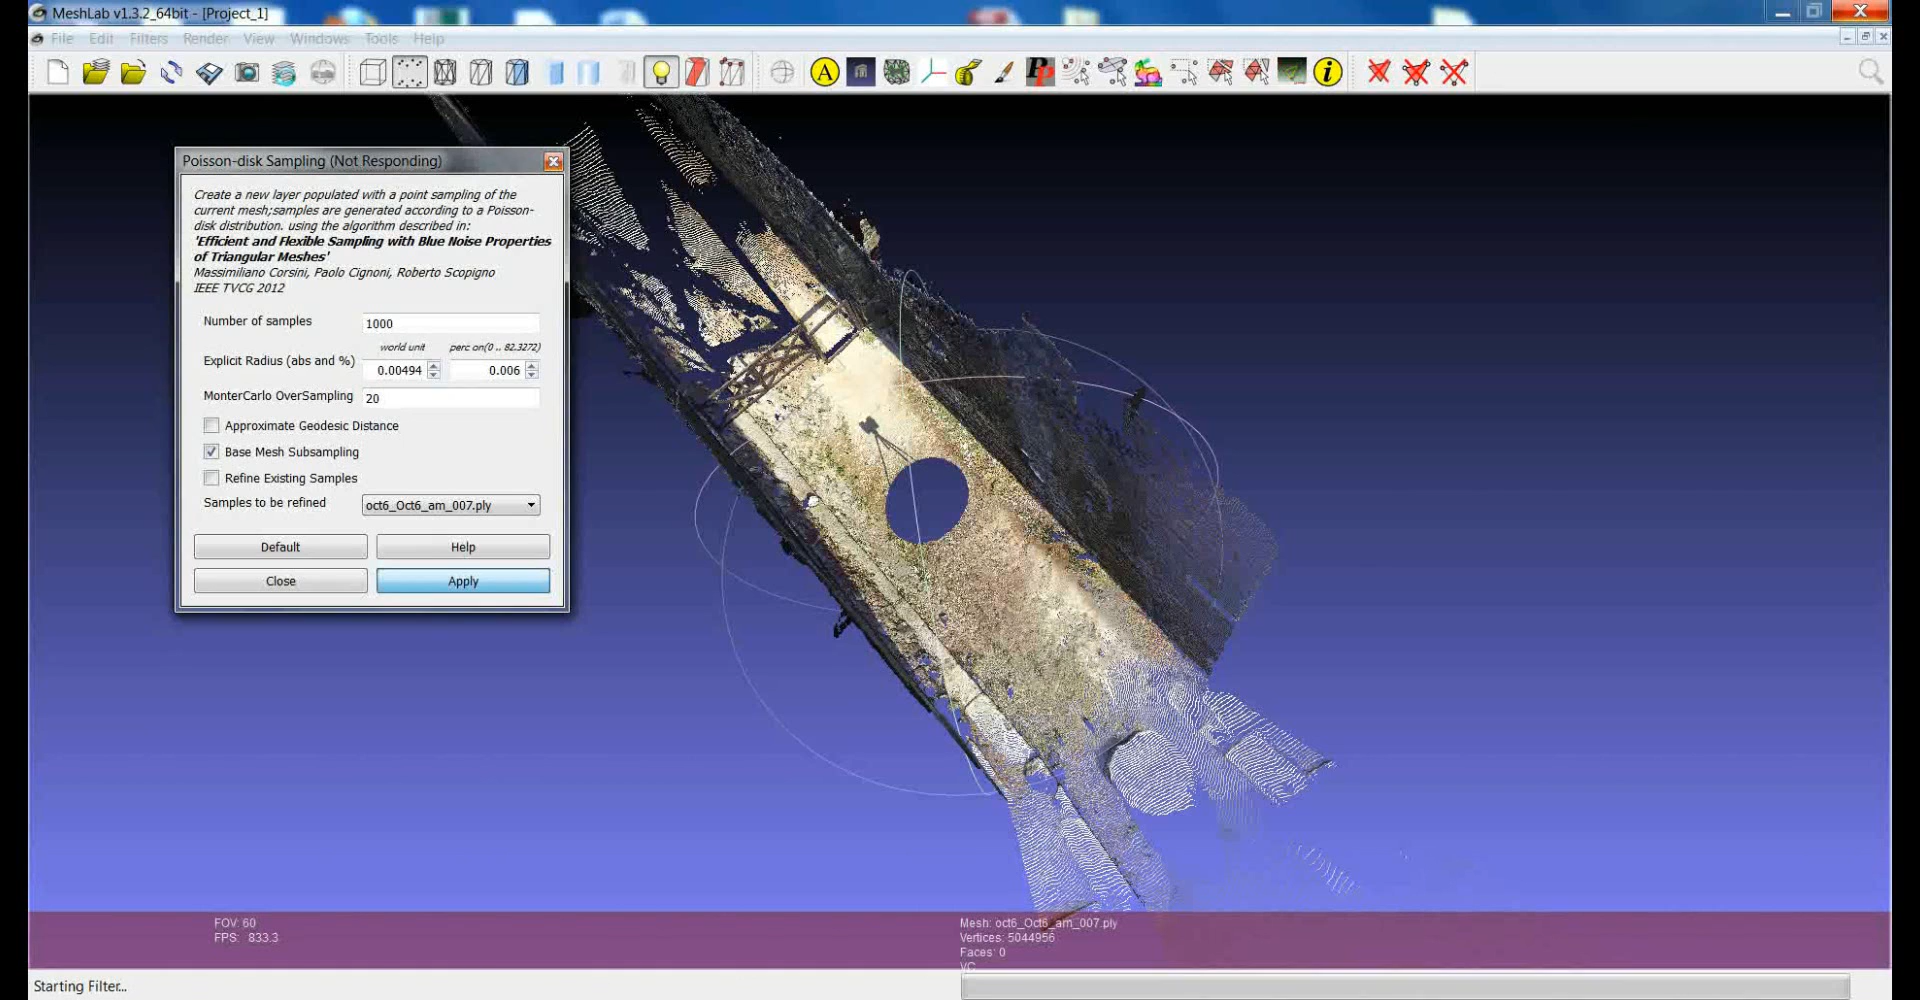 MeshLab v1.3.2_64bit - [Project_1]
File Edit Filters Render View Windows Tools Help
A
i
Poisson-disk Sampling (Not Responding)
Create a new layer populated with a point sampling of the
current mesh;samples are generated according to a Poisson-
disk distribution. using the algorithm described in:
'Efficient and Flexible Sampling with Blue Noise Properties
of Triangular Meshes'
Massimiliano Corsini, Paolo Cignoni, Roberto Scopigno
IEEE TVCG 2012
Number of samples 1000
world unit perc on(0 .. 82.3272)
Explicit Radius (abs and %) 0.00494 0.006
MonterCarlo OverSampling 20
Approximate Geodesic Distance
Base Mesh Subsampling
Refine Existing Samples
Samples to be refined oct6_Oct6_am_007.ply
Default Help
Close Apply
FOV: 60
FPS: 833.3
Mesh: oct6_Oct6_am_007.ply
Vertices: 5044956
Faces: 0
VC
Starting Filter...